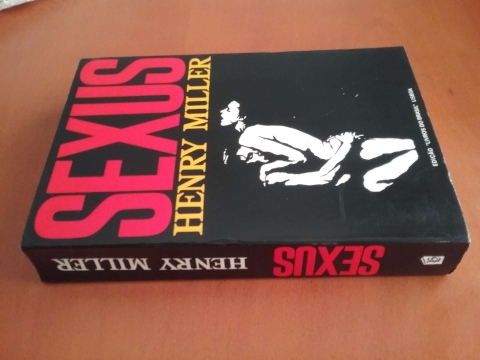 SEXUS
HENRY MILLER
EDIÇÃO "LIVROS DO BRASIL" LISBOA
HENRY MILLER
SEXUS